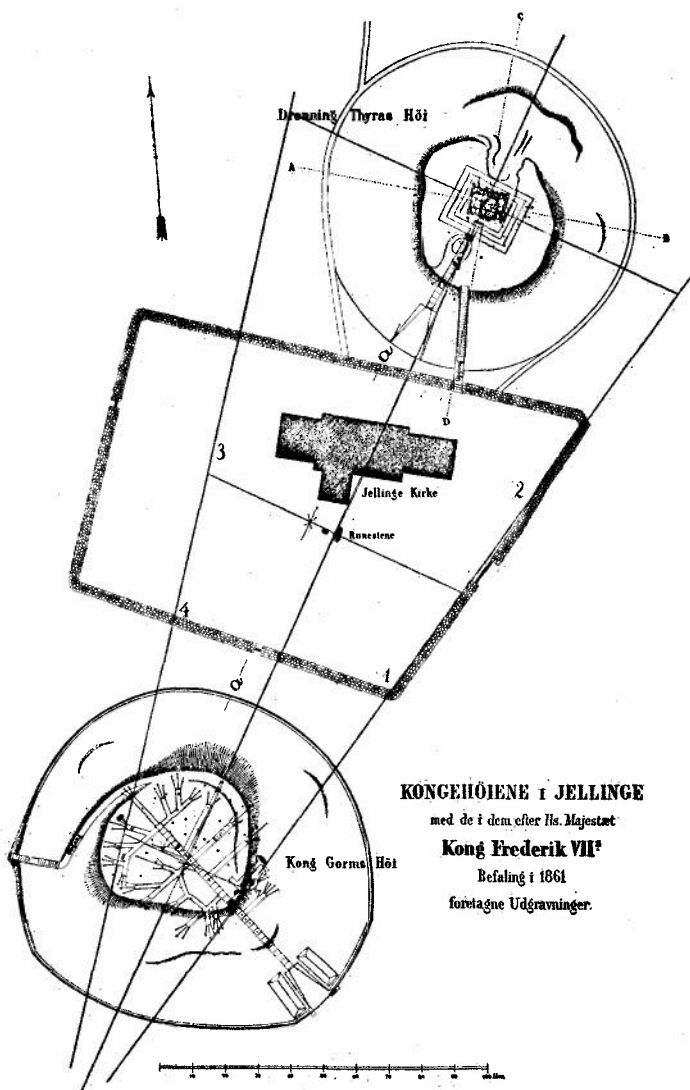 C
Dronning Thyras Höi
A
B
a
D
3
2
Jellinge Kirke
Runestene
4
1
a
KONGEHÖIENE I JELLINGE
med de i dem efter Hs. Majestæt
Kong Frederik VIIs
Befaling i 1861
foretagne Udgravninger.
Kong Gorms Höi